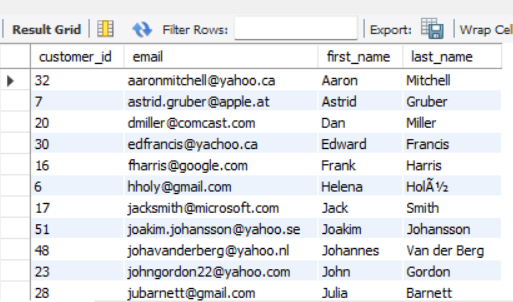 Result Grid Filter Rows: Export: Wrap Cel
customer_id email first_name last_name
32 aaronmitchell@yahoo.ca Aaron Mitchell
7 astrid.gruber@apple.at Astrid Gruber
20 dmiller@comcast.com Dan Miller
30 edfrancis@yachoo.ca Edward Francis
16 fharris@google.com Frank Harris
6 hholy@gmail.com Helena HolÃ½
17 jacksmith@microsoft.com Jack Smith
51 joakim.johansson@yahoo.se Joakim Johansson
48 johavanderberg@yahoo.nl Johannes Van der Berg
23 johngordon22@yahoo.com John Gordon
28 jubarnett@gmail.com Julia Barnett